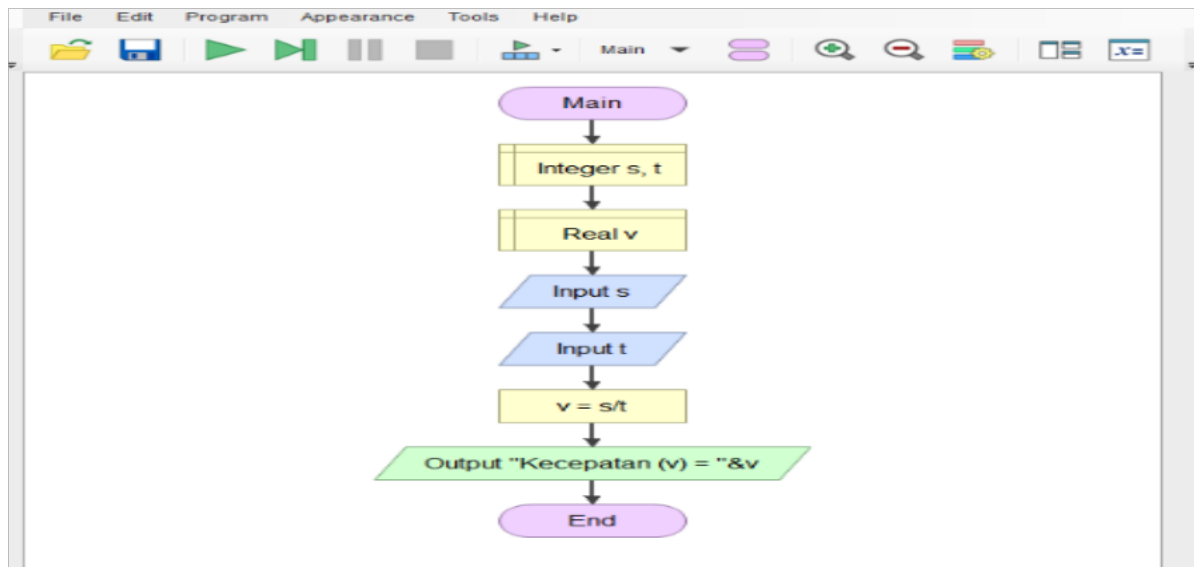 File Edit Program Appearance Tools Help
Main x=
Main
Integer s, t
Real v
Input s
Input t
v = s/t
Output "Kecepatan (v) = "&v
End